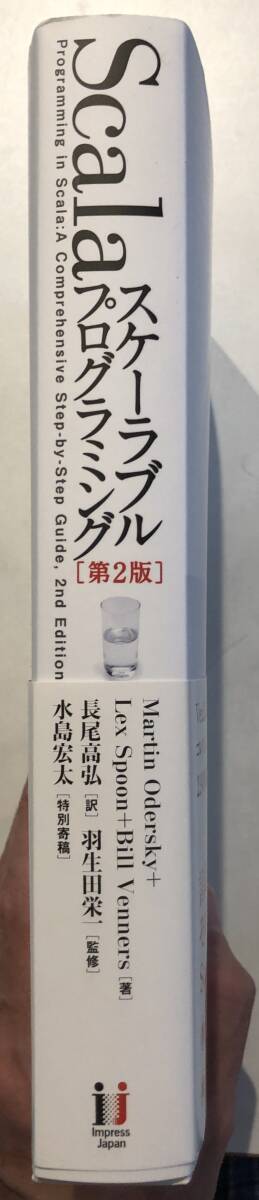 Scala
スケーラブル
プログラミング
[第2版]
Programming in Scala: A Comprehensive Step-by-Step Guide, 2nd Edition
Martin Odersky+
Lex Spoon+Bill Venners [著]
長尾高弘[訳] 羽生田栄一[監修]
水島宏太[特別寄稿]
Impress
Japan